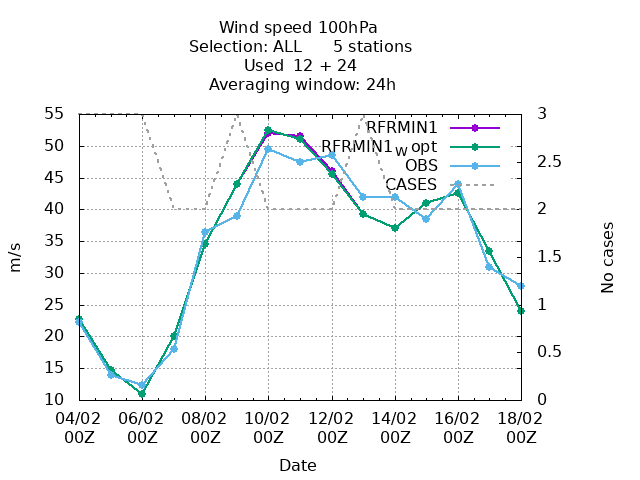 Wind speed 100hPa
Selection: ALL 5 stations
Used 12 + 24
Averaging window: 24h
55
50
45
40
35
30
25
20
15
10
3
2.5
2
1.5
1
0.5
0
m/s
No cases
RFRMIN1
RFRMIN1w opt
OBS
CASES
04/02 06/02 08/02 10/02 12/02 14/02 16/02 18/02
00Z 00Z 00Z 00Z 00Z 00Z 00Z 00Z
Date